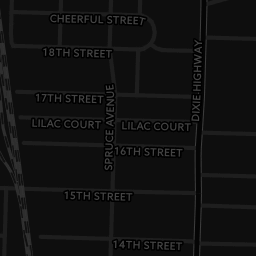 CHEERFUL STREET
18TH STREET
DIXIE HIGHWAY
17TH STREET
SPRUCE AVENUE
LILAC COURT
LILAC COURT
16TH STREET
15TH STREET
14TH STREET